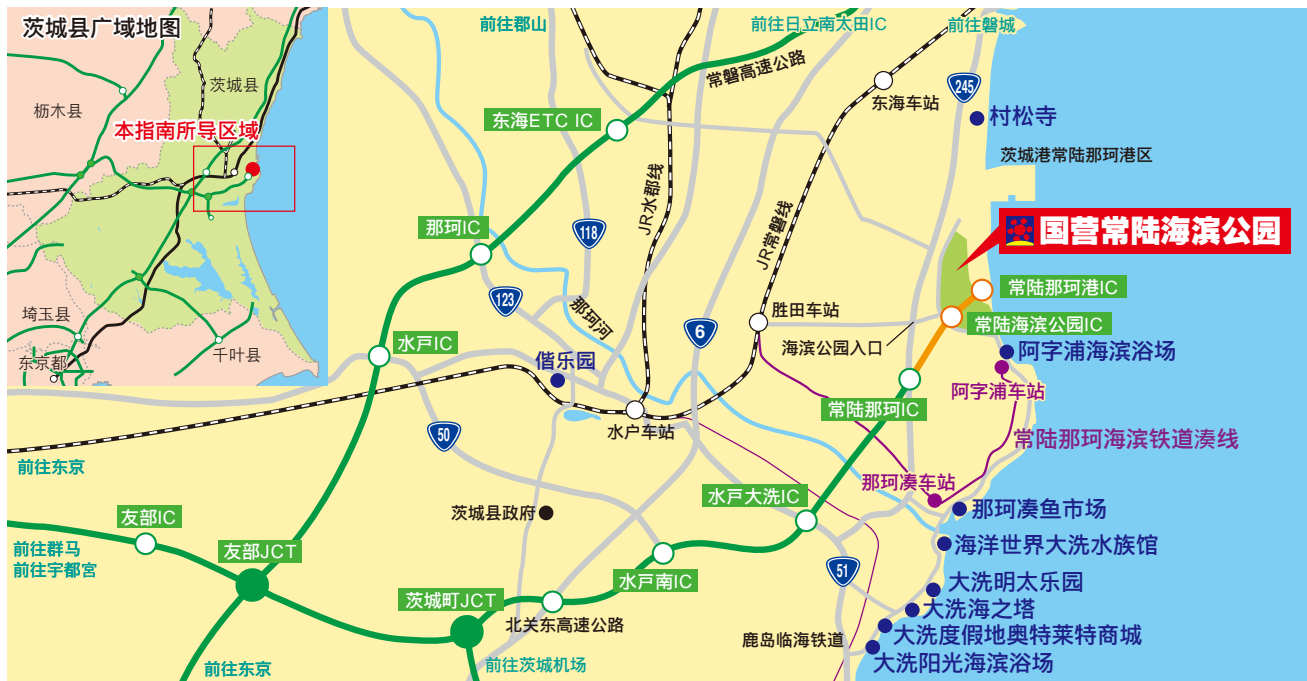 茨城县广域地图
茨城县
枥木县
本指南所导区域
埼玉县
东京都
千叶县
前往郡山
前往日立南太田IC
前往磐城
常磐高速公路
东海车站
245
村松寺
东海ETC IC
茨城港常陆那珂港区
JR水郡线
JR常磐线
那珂IC
118
国营常陆海滨公园
123
那珂河
常陆那珂港IC
胜田车站
常陆海滨公园IC
6
水戸IC
海滨公园入口
阿字浦海滨浴场
偕乐园
阿字浦车站
常陆那珂IC
50
水户车站
常陆那珂海滨铁道湊线
前往东京
那珂凑车站
水戸大洗IC
茨城县政府
那珂凑鱼市场
友部IC
前往群马
前往宇都宫
友部JCT
海洋世界大洗水族馆
51
水戸南IC
大洗明太乐园
茨城町JCT
大洗海之塔
北关东高速公路
大洗度假地奥特莱特商城
鹿岛临海铁道
前往东京
前往茨城机场
大洗阳光海滨浴场